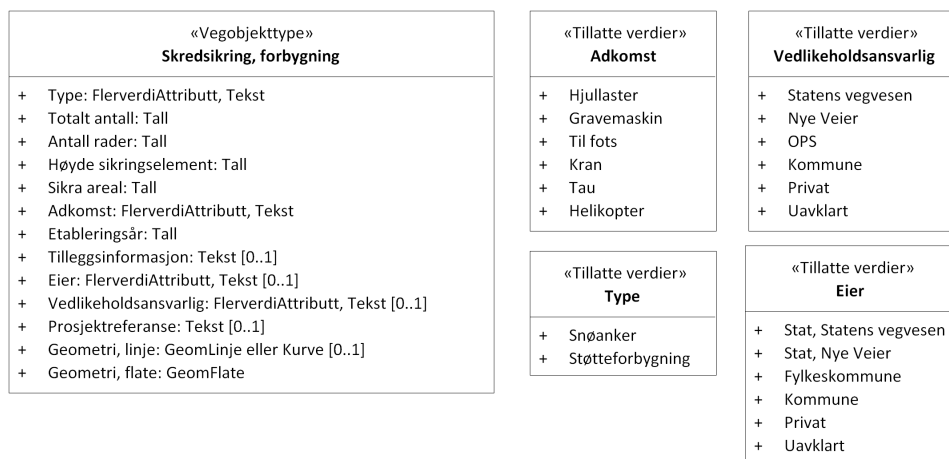 «Vegobjekttype»
Skredsikring, forbygning
+ Type: FlerverdiAttributt, Tekst
+ Totalt antall: Tall
+ Antall rader: Tall
+ Høyde sikringselement: Tall
+ Sikra areal: Tall
+ Adkomst: FlerverdiAttributt, Tekst
+ Etableringsår: Tall
+ Tilleggsinformasjon: Tekst [0..1]
+ Eier: FlerverdiAttributt, Tekst [0..1]
+ Vedlikeholdsansvarlig: FlerverdiAttributt, Tekst [0..1]
+ Prosjektreferanse: Tekst [0..1]
+ Geometri, linje: GeomLinje eller Kurve [0..1]
+ Geometri, flate: GeomFlate
«Tillatte verdier»
Adkomst
+ Hjullaster
+ Gravemaskin
+ Til fots
+ Kran
+ Tau
+ Helikopter
«Tillatte verdier»
Vedlikeholdsansvarlig
+ Statens vegvesen
+ Nye Veier
+ OPS
+ Kommune
+ Privat
+ Uavklart
«Tillatte verdier»
Type
+ Snøanker
+ Støtteforbygning
«Tillatte verdier»
Eier
+ Stat, Statens vegvesen
+ Stat, Nye Veier
+ Fylkeskommune
+ Kommune
+ Privat
+ Uavklart